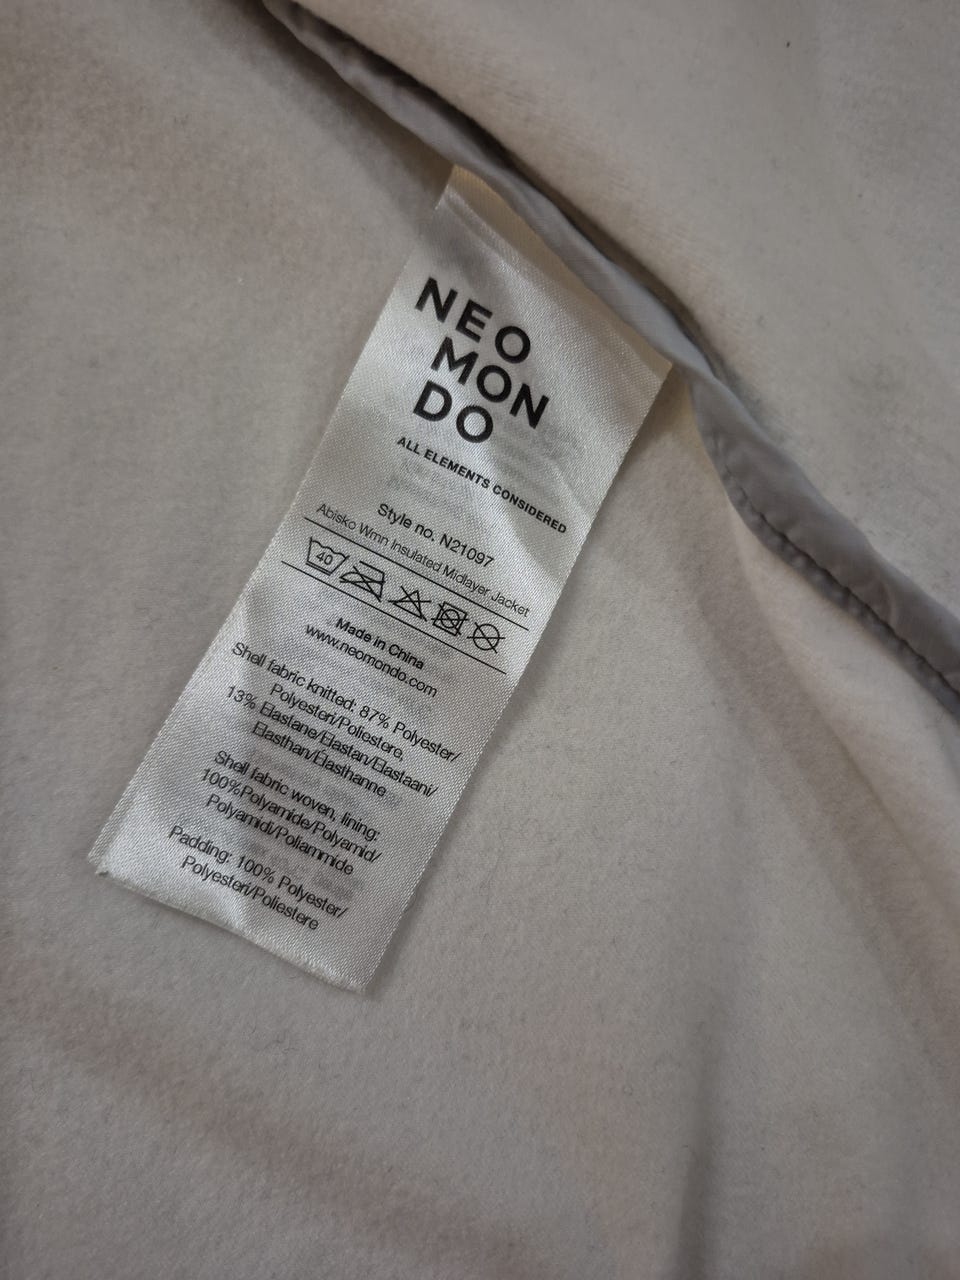 NEO
MON
DO
ALL ELEMENTS CONSIDERED
Style no. N21097
Abisko Wmn Insulated Midlayer Jacket
40
Made in China
www.neomondo.com
Shell fabric knitted: 87% Polyester/
Polyesteri/Poliestere,
13% Elastane/Elastan/Elastaani/
Elasthan/Élasthanne
Shell fabric woven, lining:
100%Polyamide/Polyamid/
Polyamidi/Poliammide
Padding: 100% Polyester/
Polyesteri/Poliestere